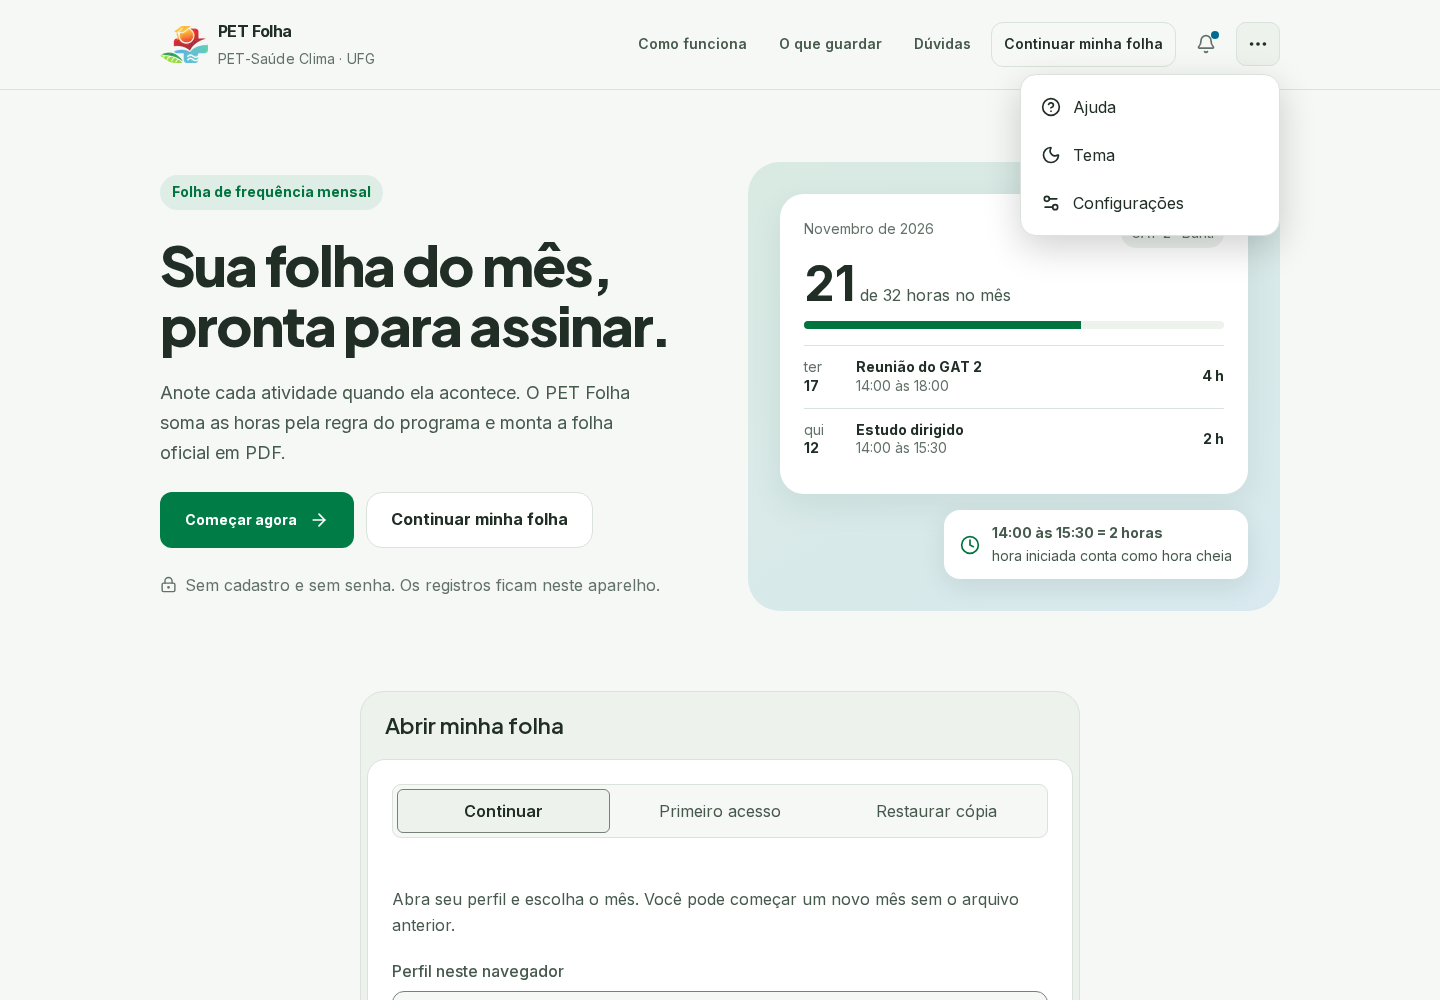 PET Folha
PET-Saúde Clima · UFG
Como funciona
O que guardar
Dúvidas
Continuar minha folha
Ajuda
Tema
Configurações
Folha de frequência mensal
Sua folha do mês,
pronta para assinar.
Anote cada atividade quando ela acontece. O PET Folha
soma as horas pela regra do programa e monta a folha
oficial em PDF.
Começar agora
Continuar minha folha
Sem cadastro e sem senha. Os registros ficam neste aparelho.
Novembro de 2026
21 de 32 horas no mês
ter
17
Reunião do GAT 2
14:00 às 18:00
4 h
qui
12
Estudo dirigido
14:00 às 15:30
2 h
14:00 às 15:30 = 2 horas
hora iniciada conta como hora cheia
Abrir minha folha
Continuar
Primeiro acesso
Restaurar cópia
Abra seu perfil e escolha o mês. Você pode começar um novo mês sem o arquivo
anterior.
Perfil neste navegador